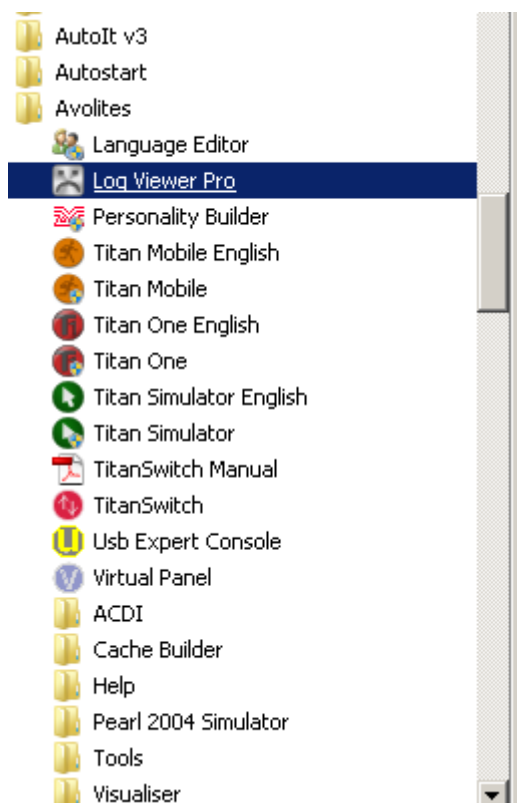 AutoIt v3
Autostart
Avolites
Language Editor
Log Viewer Pro
Personality Builder
Titan Mobile English
Titan Mobile
Titan One English
Titan One
Titan Simulator English
Titan Simulator
TitanSwitch Manual
TitanSwitch
Usb Expert Console
Virtual Panel
ACDI
Cache Builder
Help
Pearl 2004 Simulator
Tools
Visualiser